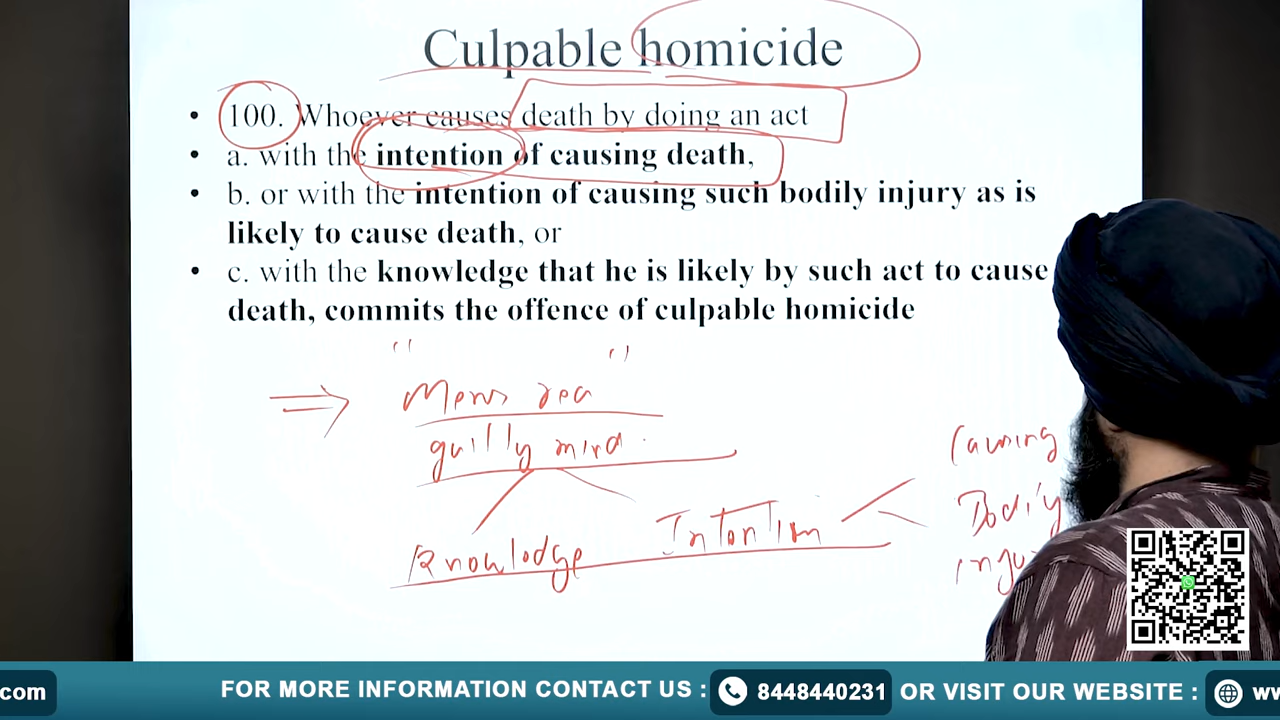 Culpable homicide
• 100. Whoever causes death by doing an act
• a. with the intention of causing death,
• b. or with the intention of causing such bodily injury as is
likely to cause death, or
• c. with the knowledge that he is likely by such act to cause
death, commits the offence of culpable homicide
" Mens rea "
guilty mind
Knowledge Intention
Causing
Bodily
.com FOR MORE INFORMATION CONTACT US : 8448440231 OR VISIT OUR WEBSITE : ww